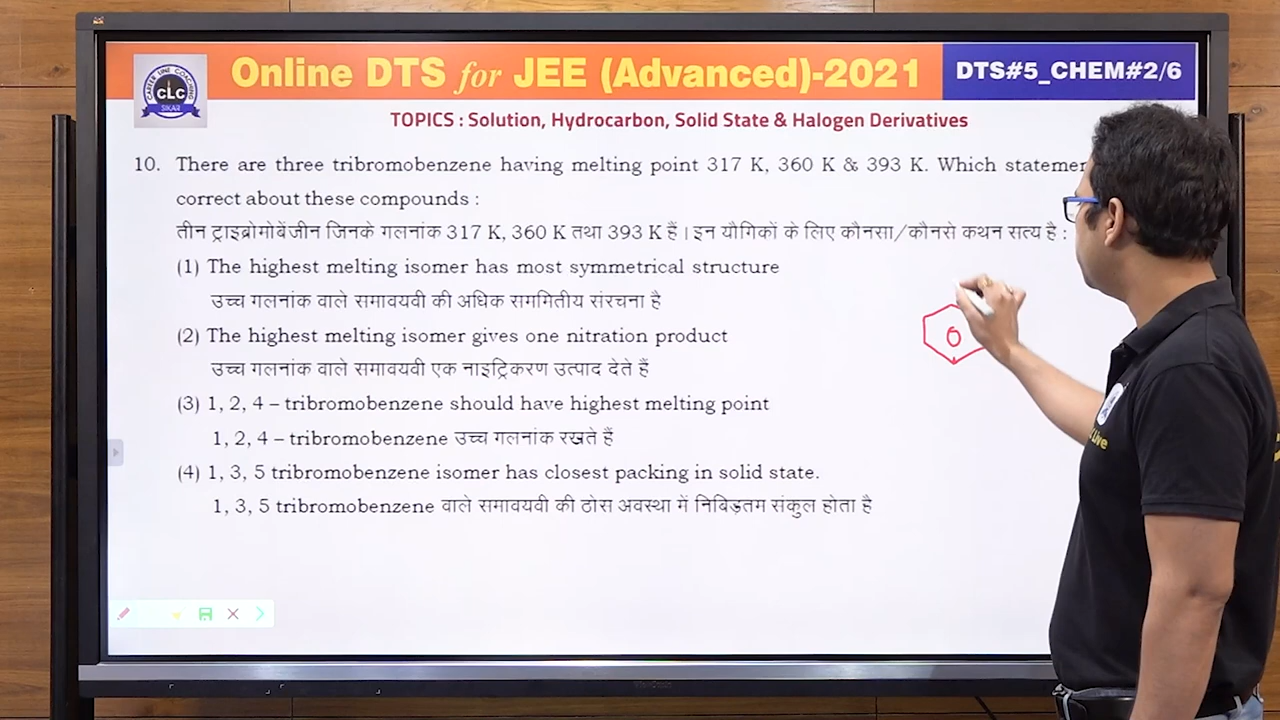 Online DTS for JEE (Advanced)-2021
DTS#5_CHEM#2/6
CAREER LINE COACHING
CLC
SIKAR
TOPICS : Solution, Hydrocarbon, Solid State & Halogen Derivatives
10. There are three tribromobenzene having melting point 317 K, 360 K & 393 K. Which
correct about these compounds :
तीन ट्राइब्रोमोबेंजीन जिनके गलनांक 317 K, 360 K तथा 393 K हैं। इन यौगिकों के लिए कौनसा/कौनसे कथन सत्य है :
(1) The highest melting isomer has most symmetrical structure
उच्च गलनांक वाले समावयवी की अधिक सममितीय संरचना है
(2) The highest melting isomer gives one nitration product
उच्च गलनांक वाले समावयवी एक नाइट्रिकरण उत्पाद देते हैं
(3) 1, 2, 4 – tribromobenzene should have highest melting point
1, 2, 4 – tribromobenzene उच्च गलनांक रखते हैं
(4) 1, 3, 5 tribromobenzene isomer has closest packing in solid state.
1, 3, 5 tribromobenzene वाले समावयवी की ठोस अवस्था में निबिड़तम संकुल होता है
Live